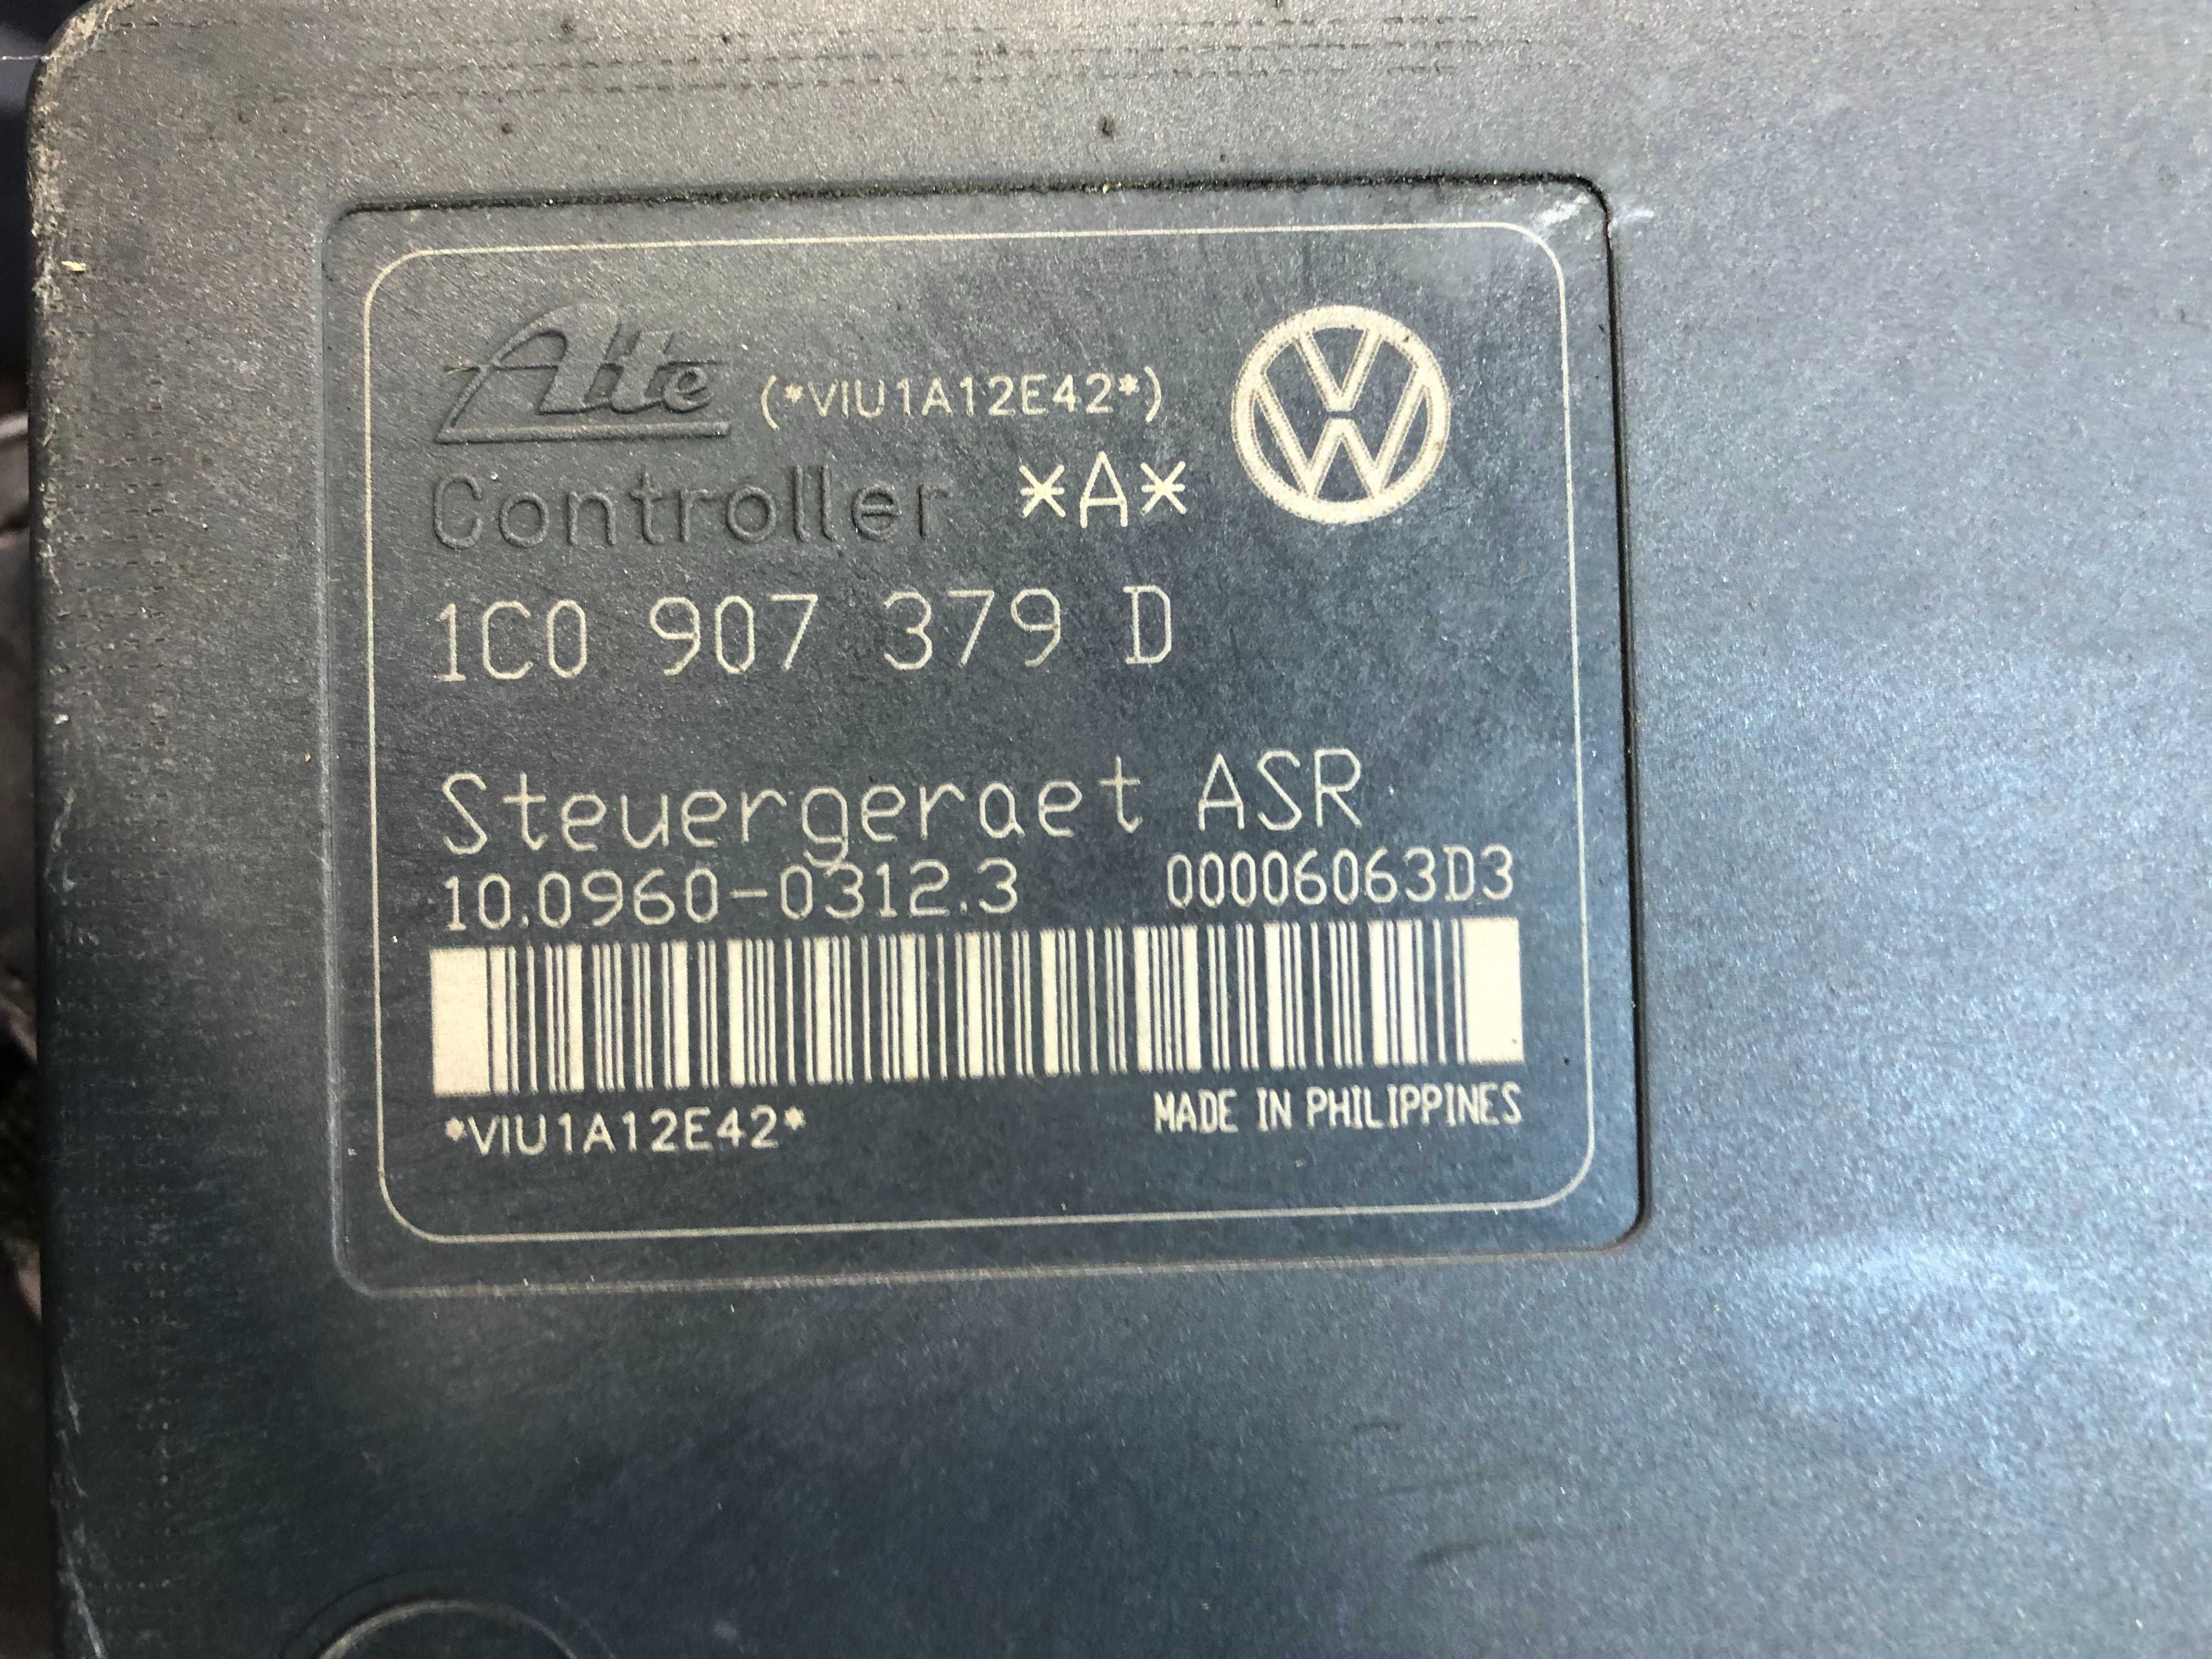 Ate (*VIU1A12E42*)
Controller *A*
1C0 907 379 D
Steuergeraet ASR
10.0960-0312.3 00006063D3
*VIU1A12E42* MADE IN PHILIPPINES